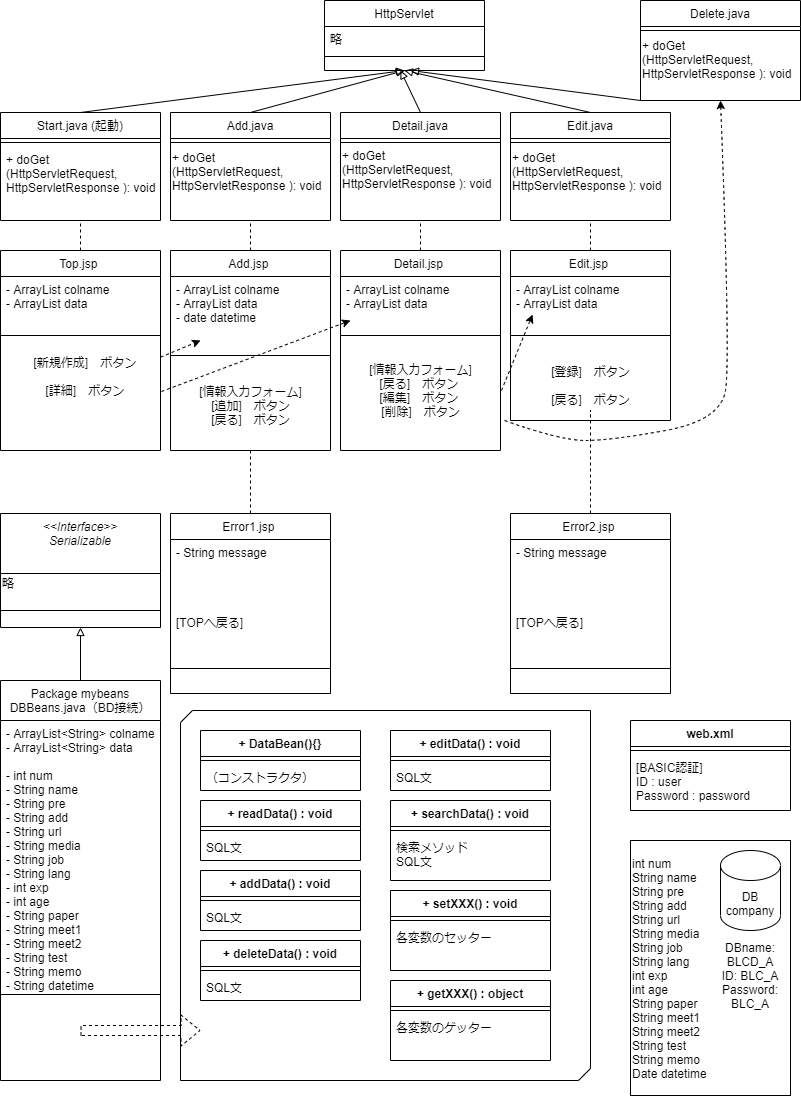 HttpServlet
略
Delete.java
+ doGet
(HttpServletRequest,
HttpServletResponse ): void
Start.java (起動)
+ doGet
(HttpServletRequest,
HttpServletResponse ): void
Add.java
+ doGet
(HttpServletRequest,
HttpServletResponse ): void
Detail.java
+ doGet
(HttpServletRequest,
HttpServletResponse ): void
Edit.java
+ doGet
(HttpServletRequest,
HttpServletResponse ): void
Top.jsp
- ArrayList colname
- ArrayList data
[新規作成] ボタン
[詳細] ボタン
Add.jsp
- ArrayList colname
- ArrayList data
- date datetime
[情報入力フォーム]
[追加] ボタン
[戻る] ボタン
Detail.jsp
- ArrayList colname
- ArrayList data
[情報入力フォーム]
[戻る] ボタン
[編集] ボタン
[削除] ボタン
Edit.jsp
- ArrayList colname
- ArrayList data
[登録] ボタン
[戻る] ボタン
<<Interface>>
Serializable
略
Error1.jsp
- String message
[TOPへ戻る]
Error2.jsp
- String message
[TOPへ戻る]
Package mybeans
DBBeans.java（BD接続）
- ArrayList<String> colname
- ArrayList<String> data
- int num
- String name
- String pre
- String add
- String url
- String media
- String job
- String lang
- int exp
- int age
- String paper
- String meet1
- String meet2
- String test
- String memo
- String datetime
+ DataBean(){}
（コンストラクタ）
+ readData() : void
SQL文
+ addData() : void
SQL文
+ deleteData() : void
SQL文
+ editData() : void
SQL文
+ searchData() : void
検索メソッド
SQL文
+ setXXX() : void
各変数のセッター
+ getXXX() : object
各変数のゲッター
web.xml
[BASIC認証]
ID : user
Password : password
int num
String name
String pre
String add
String url
String media
String job
String lang
int exp
int age
String paper
String meet1
String meet2
String test
String memo
Date datetime
DB
company
DBname:
BLCD_A
ID: BLC_A
Password:
BLC_A